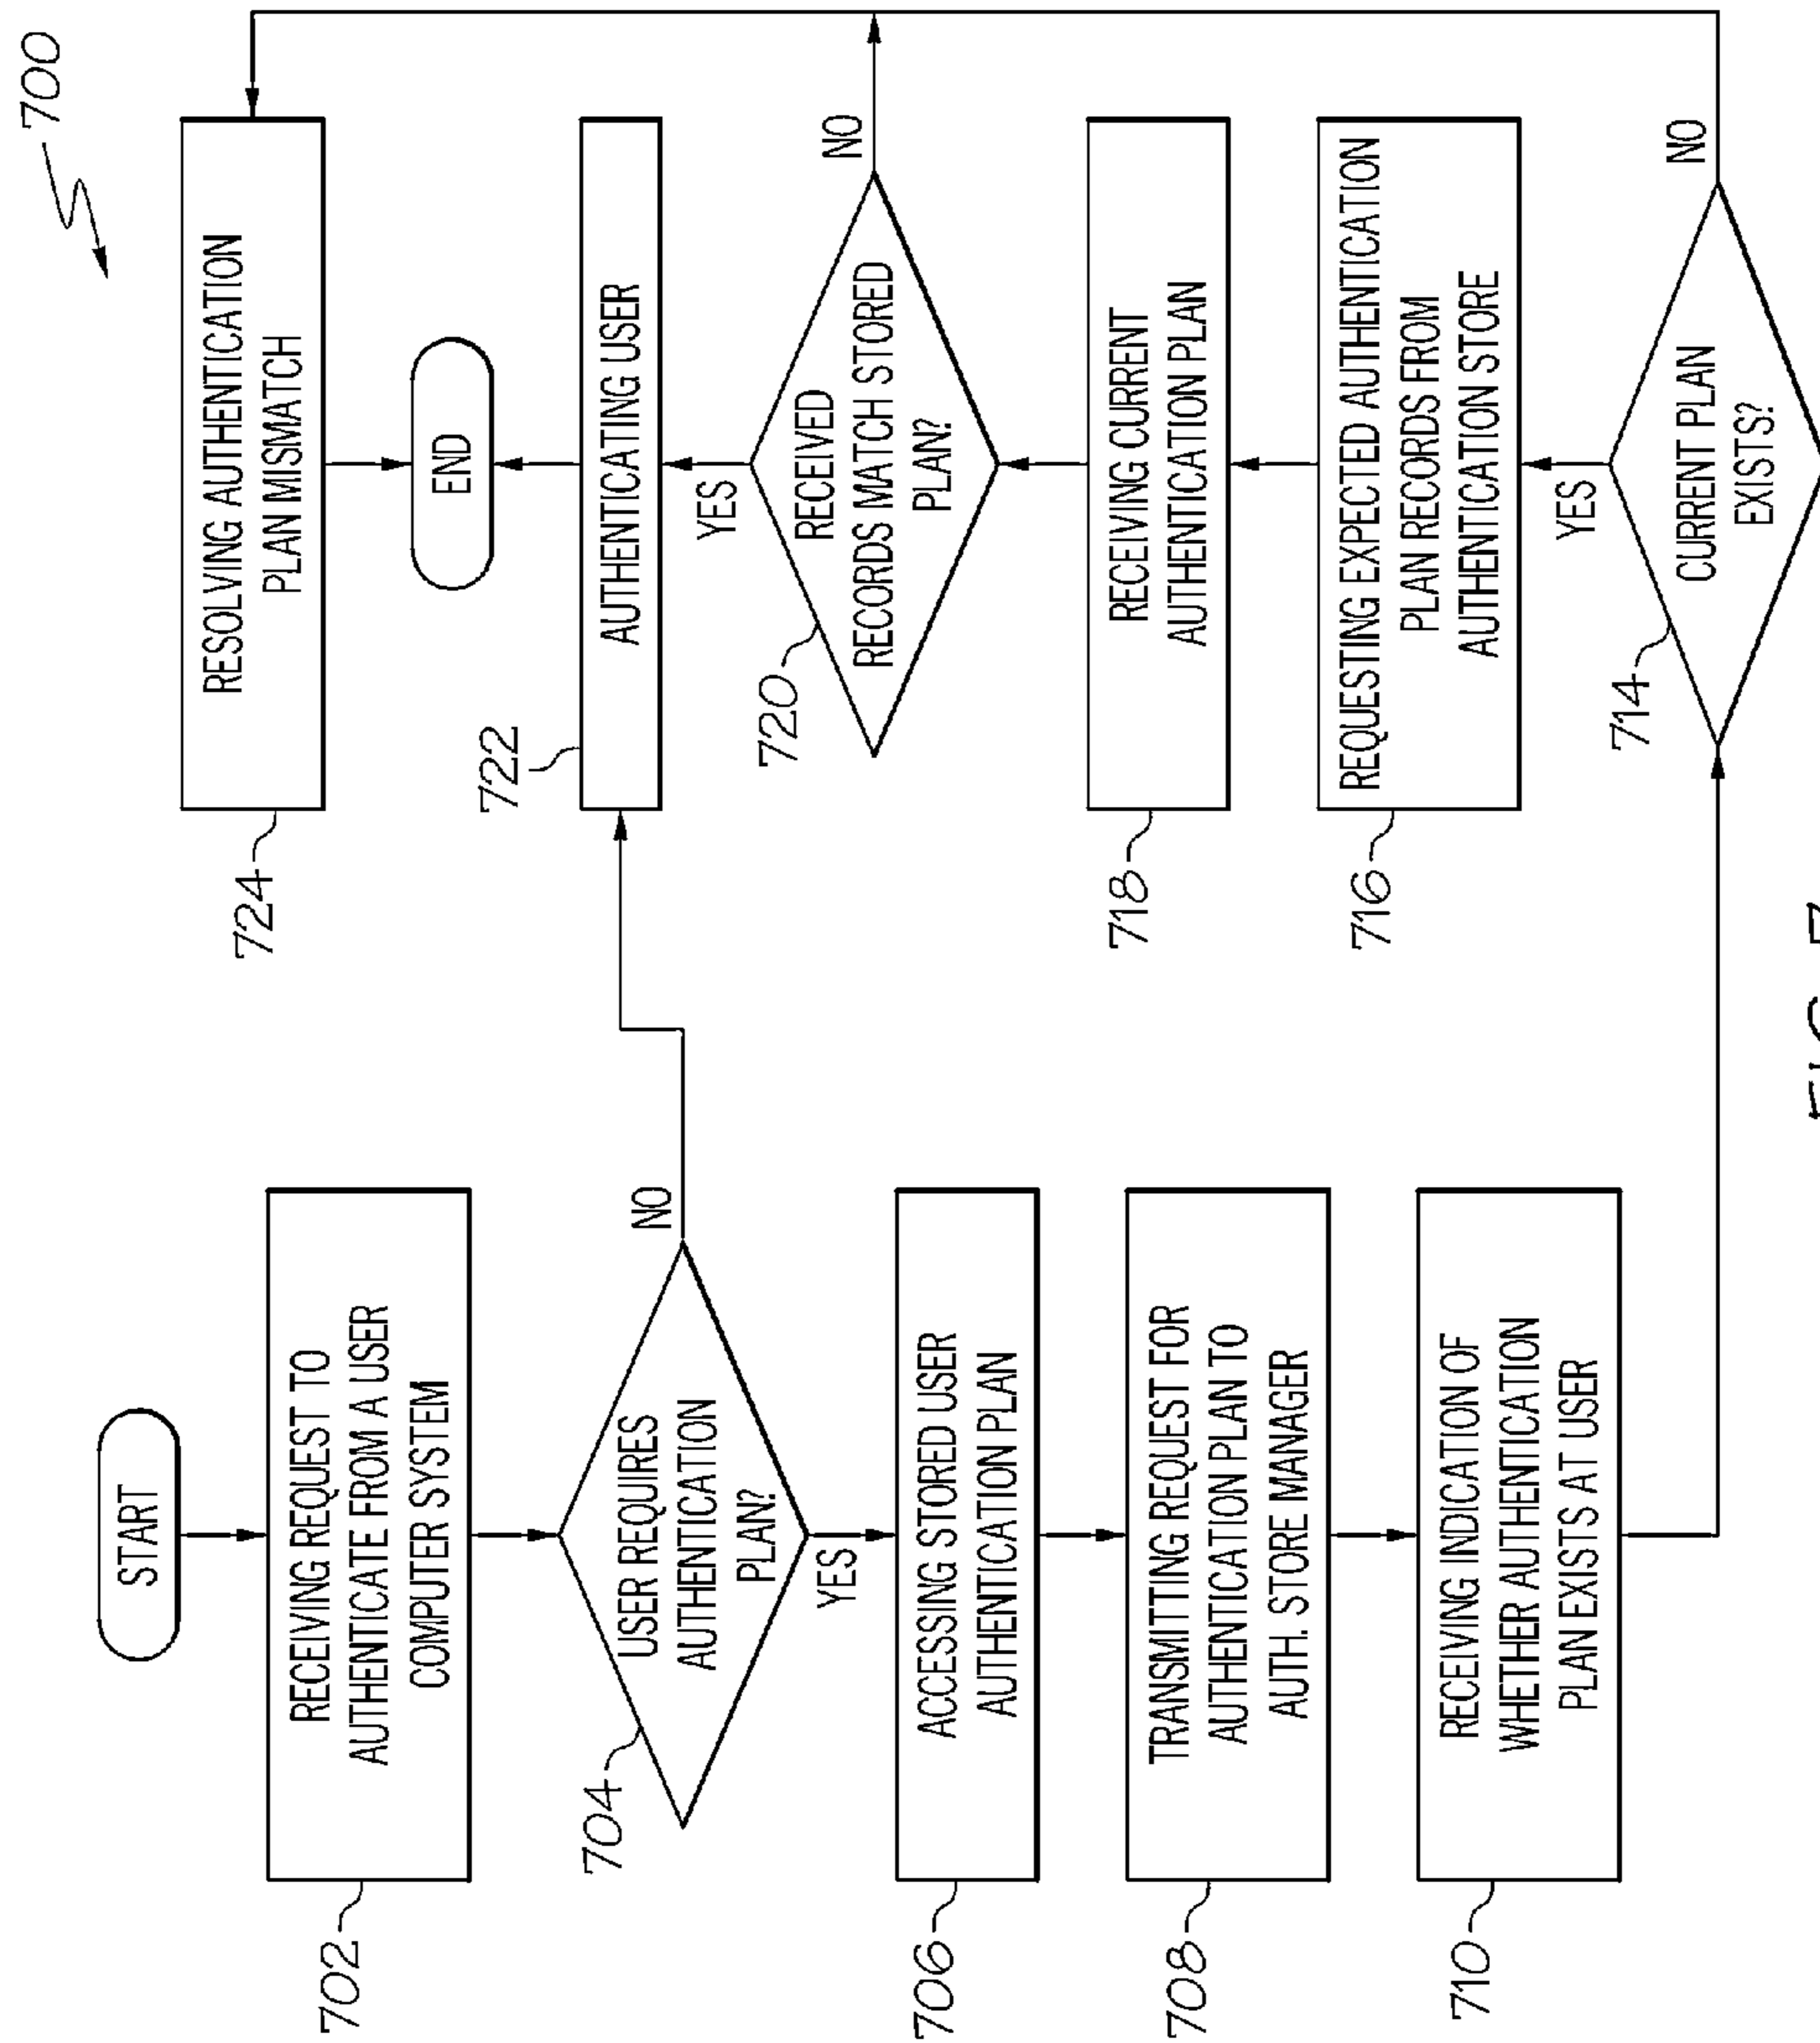 700
START
702
RECEIVING REQUEST TO
AUTHENTICATE FROM A USER
COMPUTER SYSTEM
704
USER REQUIRES
AUTHENTICATION
PLAN?
NO
YES
706
ACCESSING STORED USER
AUTHENTICATION PLAN
708
TRANSMITTING REQUEST FOR
AUTHENTICATION PLAN TO
AUTH. STORE MANAGER
710
RECEIVING INDICATION OF
WHETHER AUTHENTICATION
PLAN EXISTS AT USER
724
RESOLVING AUTHENTICATION
PLAN MISMATCH
END
722
AUTHENTICATING USER
YES
720
RECEIVED
RECORDS MATCH STORED
PLAN?
NO
718
RECEIVING CURRENT
AUTHENTICATION PLAN
716
REQUESTING EXPECTED AUTHENTICATION
PLAN RECORDS FROM
AUTHENTICATION STORE
YES
714
CURRENT PLAN
EXISTS?
NO